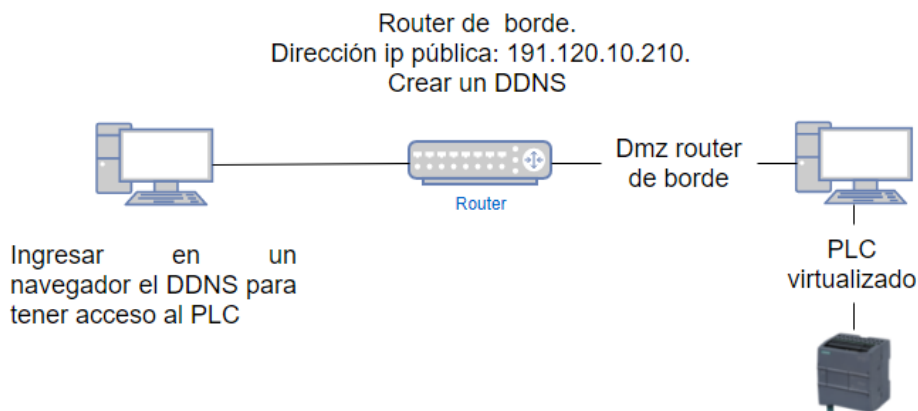 Router de borde.
Dirección ip pública: 191.120.10.210.
Crear un DDNS
Dmz router
de borde
Router
Ingresar en un
navegador el DDNS para
tener acceso al PLC
PLC
virtualizado